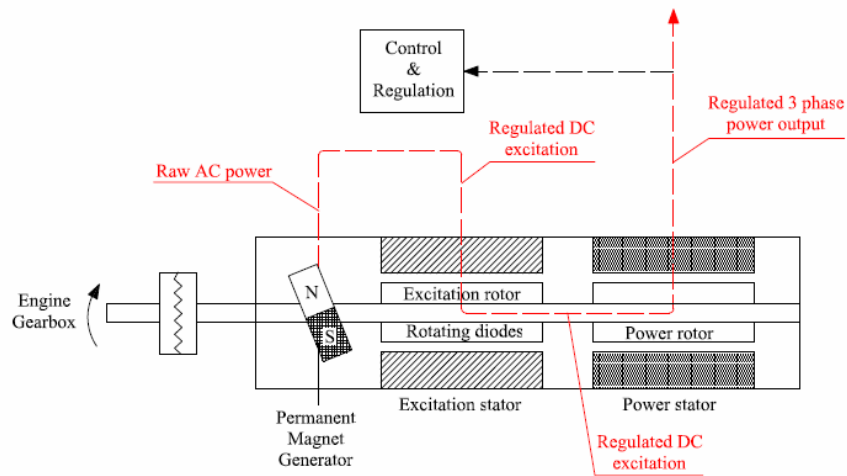 Control
&
Regulation
Regulated 3 phase
power output
Regulated DC
excitation
Raw AC power
Engine
Gearbox
N
S
Excitation rotor
Rotating diodes
Power rotor
Permanent
Magnet
Generator
Excitation stator
Power stator
Regulated DC
excitation